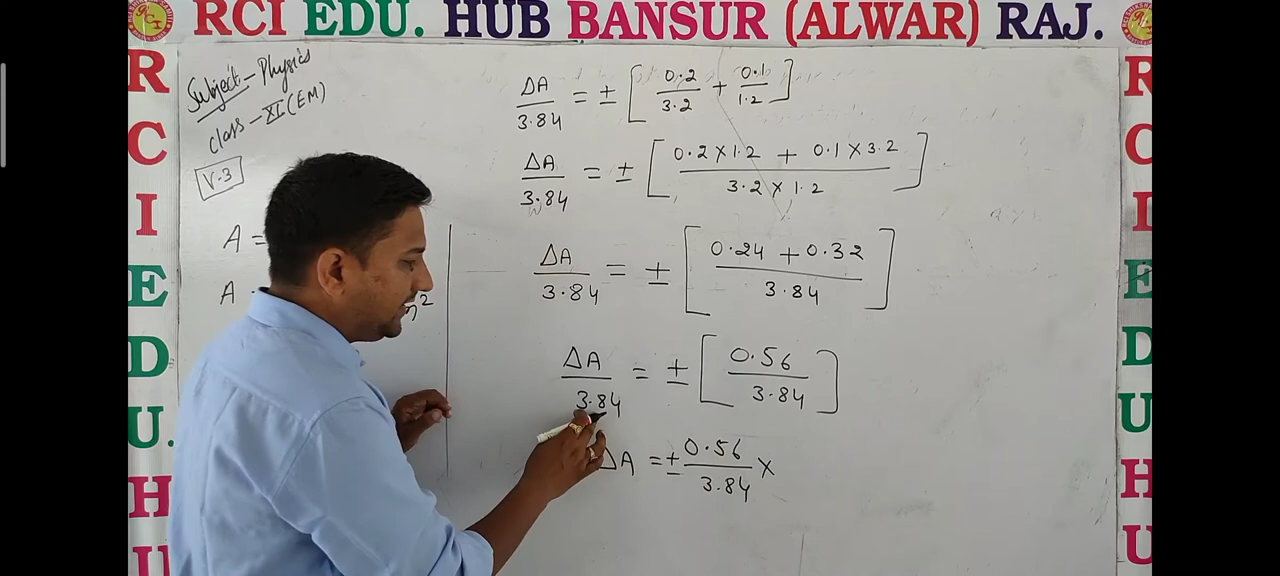 RCI EDU. HUB BANSUR (ALWAR) RAJ.
R
C
I
E
D
U.
H
U
R
C
I
E
D
U.
H
U
Subject - Physics
Class - XI (EM)
V.3
A =
A
m²
ΔA/3.84 = ± [0.2/3.2 + 0.1/1.2]
ΔA/3.84 = ± [0.2 × 1.2 + 0.1 × 3.2 / 3.2 × 1.2]
ΔA/3.84 = ± [0.24 + 0.32 / 3.84]
ΔA/3.84 = ± [0.56 / 3.84]
ΔA = ± 0.56/3.84 ×